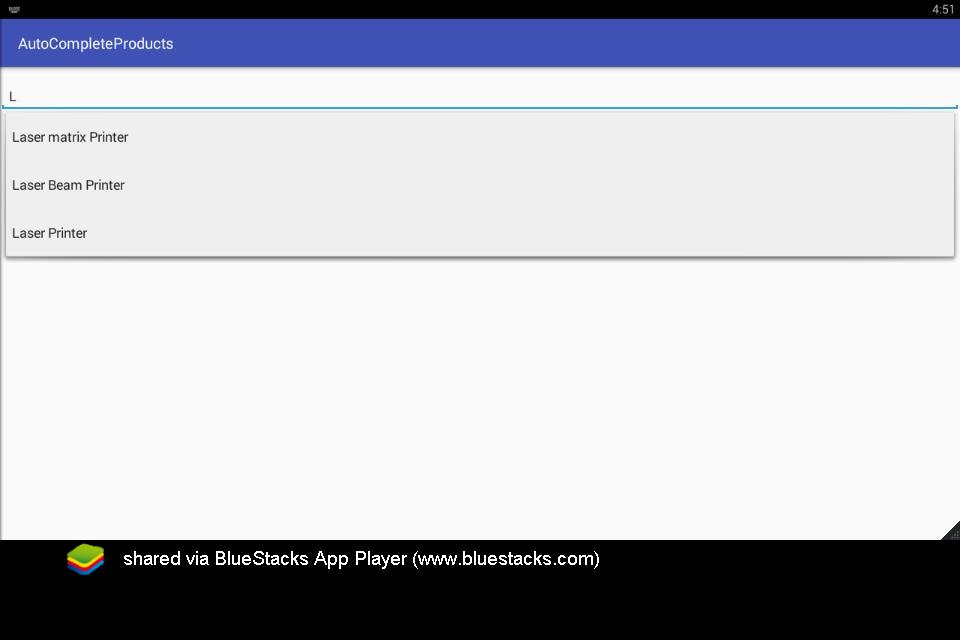 4:51
AutoCompleteProducts
L
Laser matrix Printer
Laser Beam Printer
Laser Printer
shared via BlueStacks App Player (www.bluestacks.com)